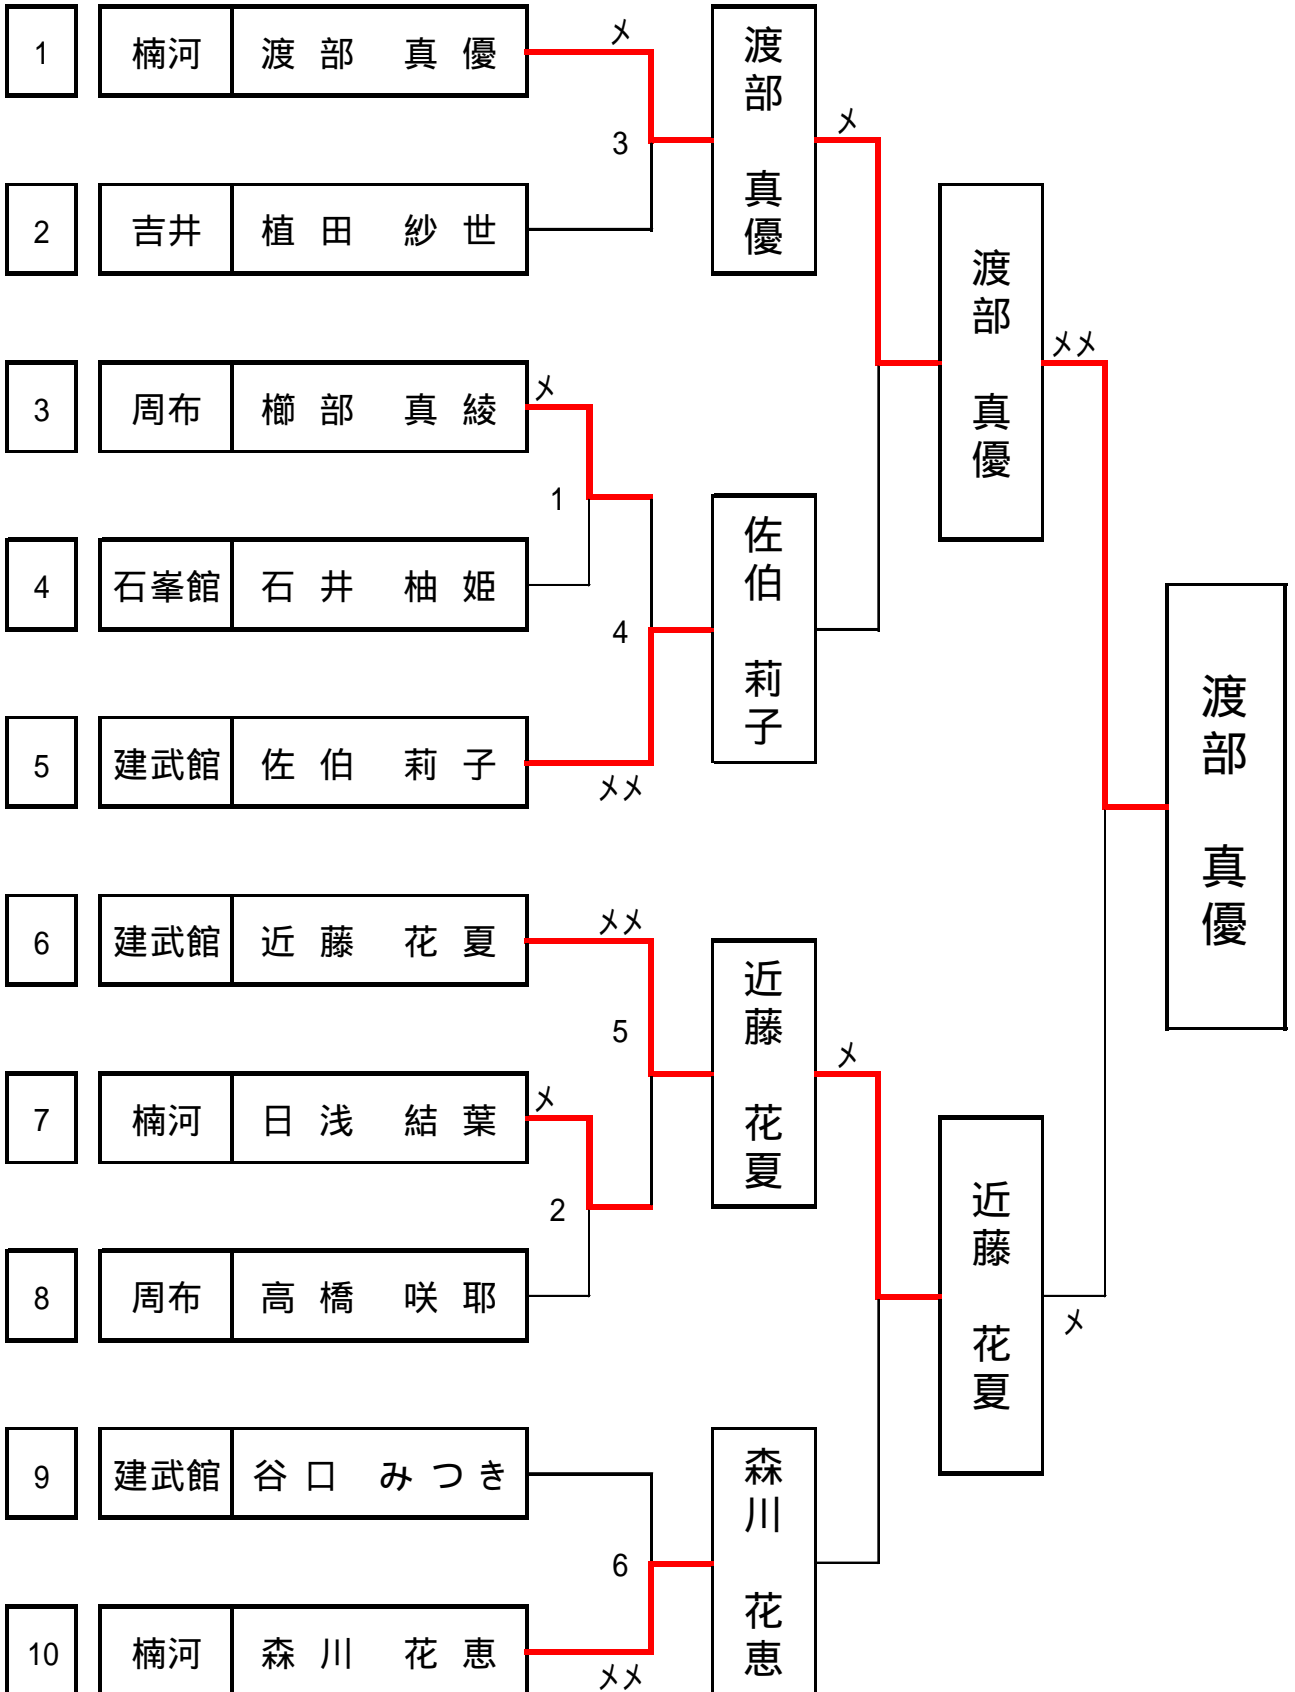 1 楠河 渡部 真優 メ
3
2 吉井 植田 紗世
3 周布 櫛部 真綾 メ
1
4 石峯館 石井 柚姫
4
5 建武館 佐伯 莉子 メメ
6 建武館 近藤 花夏 メメ
5
7 楠河 日浅 結葉 メ
2
8 周布 高橋 咲耶
9 建武館 谷口 みつき
6
10 楠河 森川 花恵 メメ
渡部 真優 メ
佐伯 莉子
近藤 花夏 メ
森川 花恵
渡部 真優 メメ
近藤 花夏 メ
渡部 真優